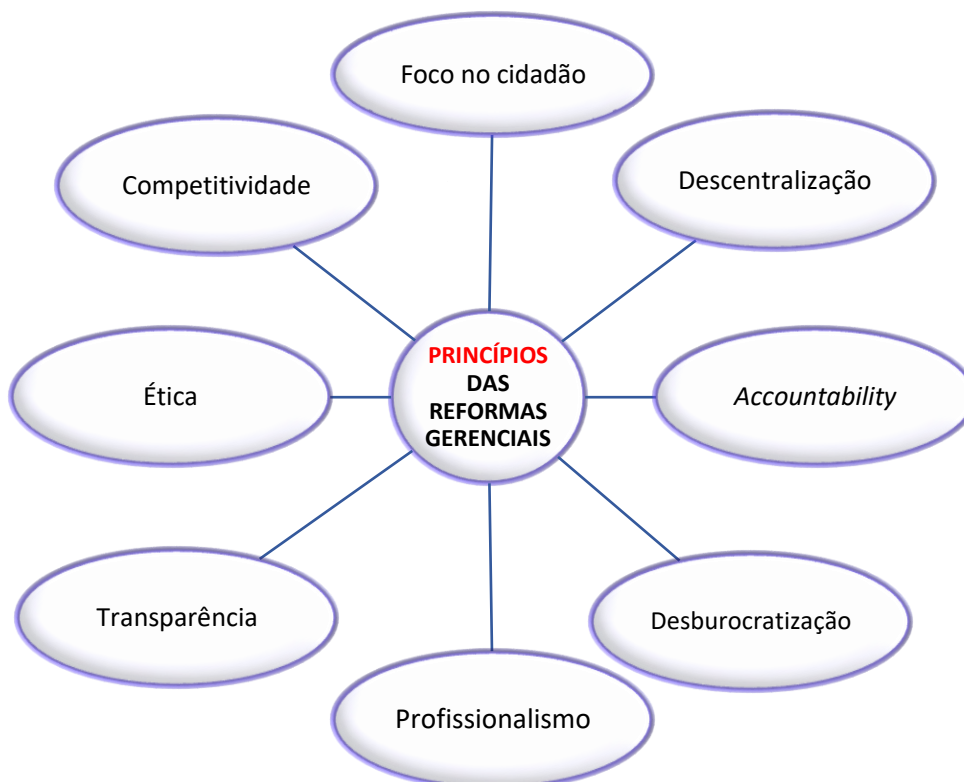 Foco no cidadão
Competitividade
Descentralização
PRINCÍPIOS
DAS
REFORMAS
GERENCIAIS
Ética
Accountability
Transparência
Desburocratização
Profissionalismo